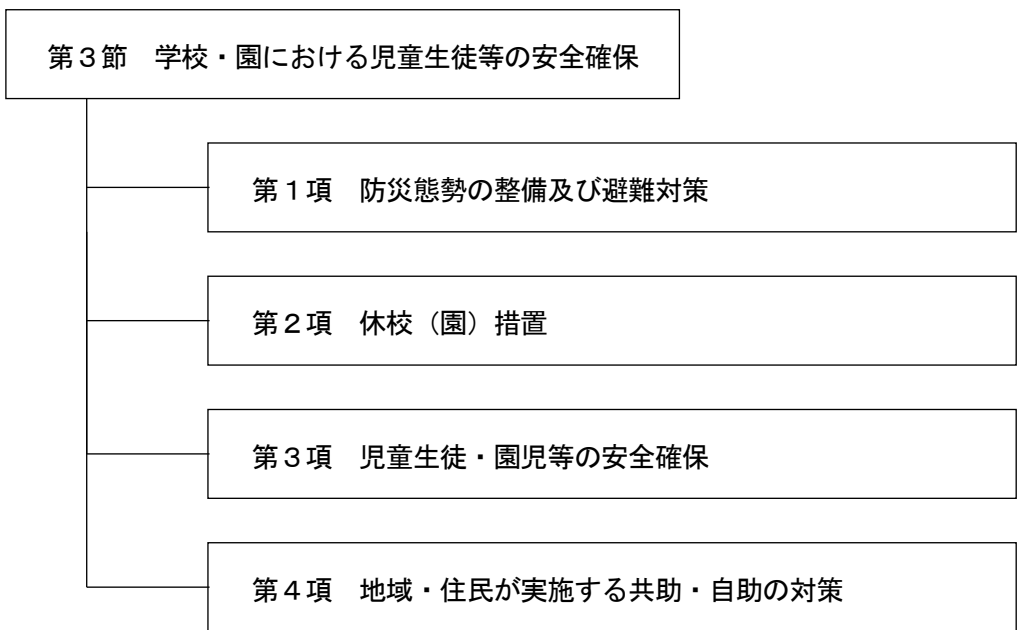 第３節　学校・園における児童生徒等の安全確保
第１項　防災態勢の整備及び避難対策
第２項　休校（園）措置
第３項　児童生徒・園児等の安全確保
第４項　地域・住民が実施する共助・自助の対策